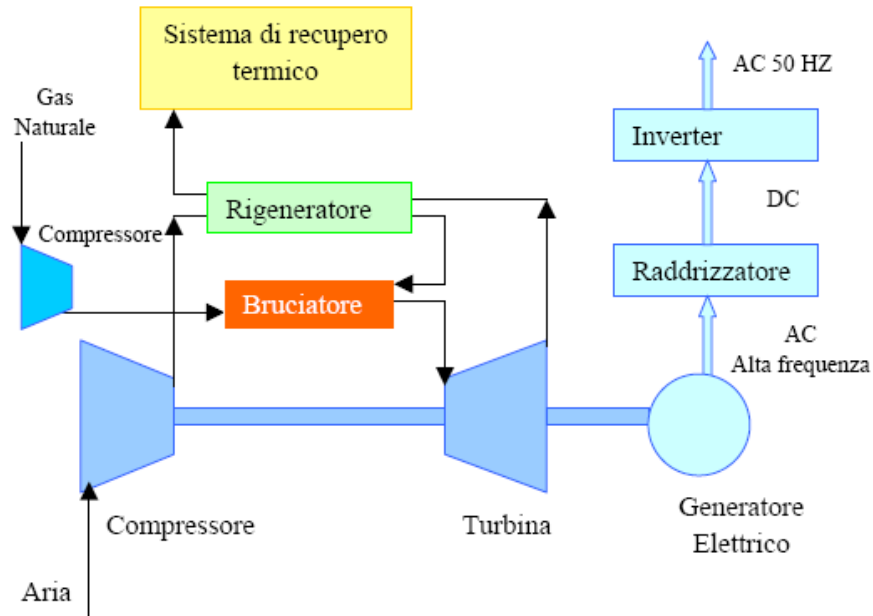 Sistema di recupero
termico
AC 50 HZ
Gas
Naturale
Inverter
Rigeneratore
DC
Compressore
Raddrizzatore
Bruciatore
AC
Alta frequenza
Compressore
Turbina
Generatore
Elettrico
Aria